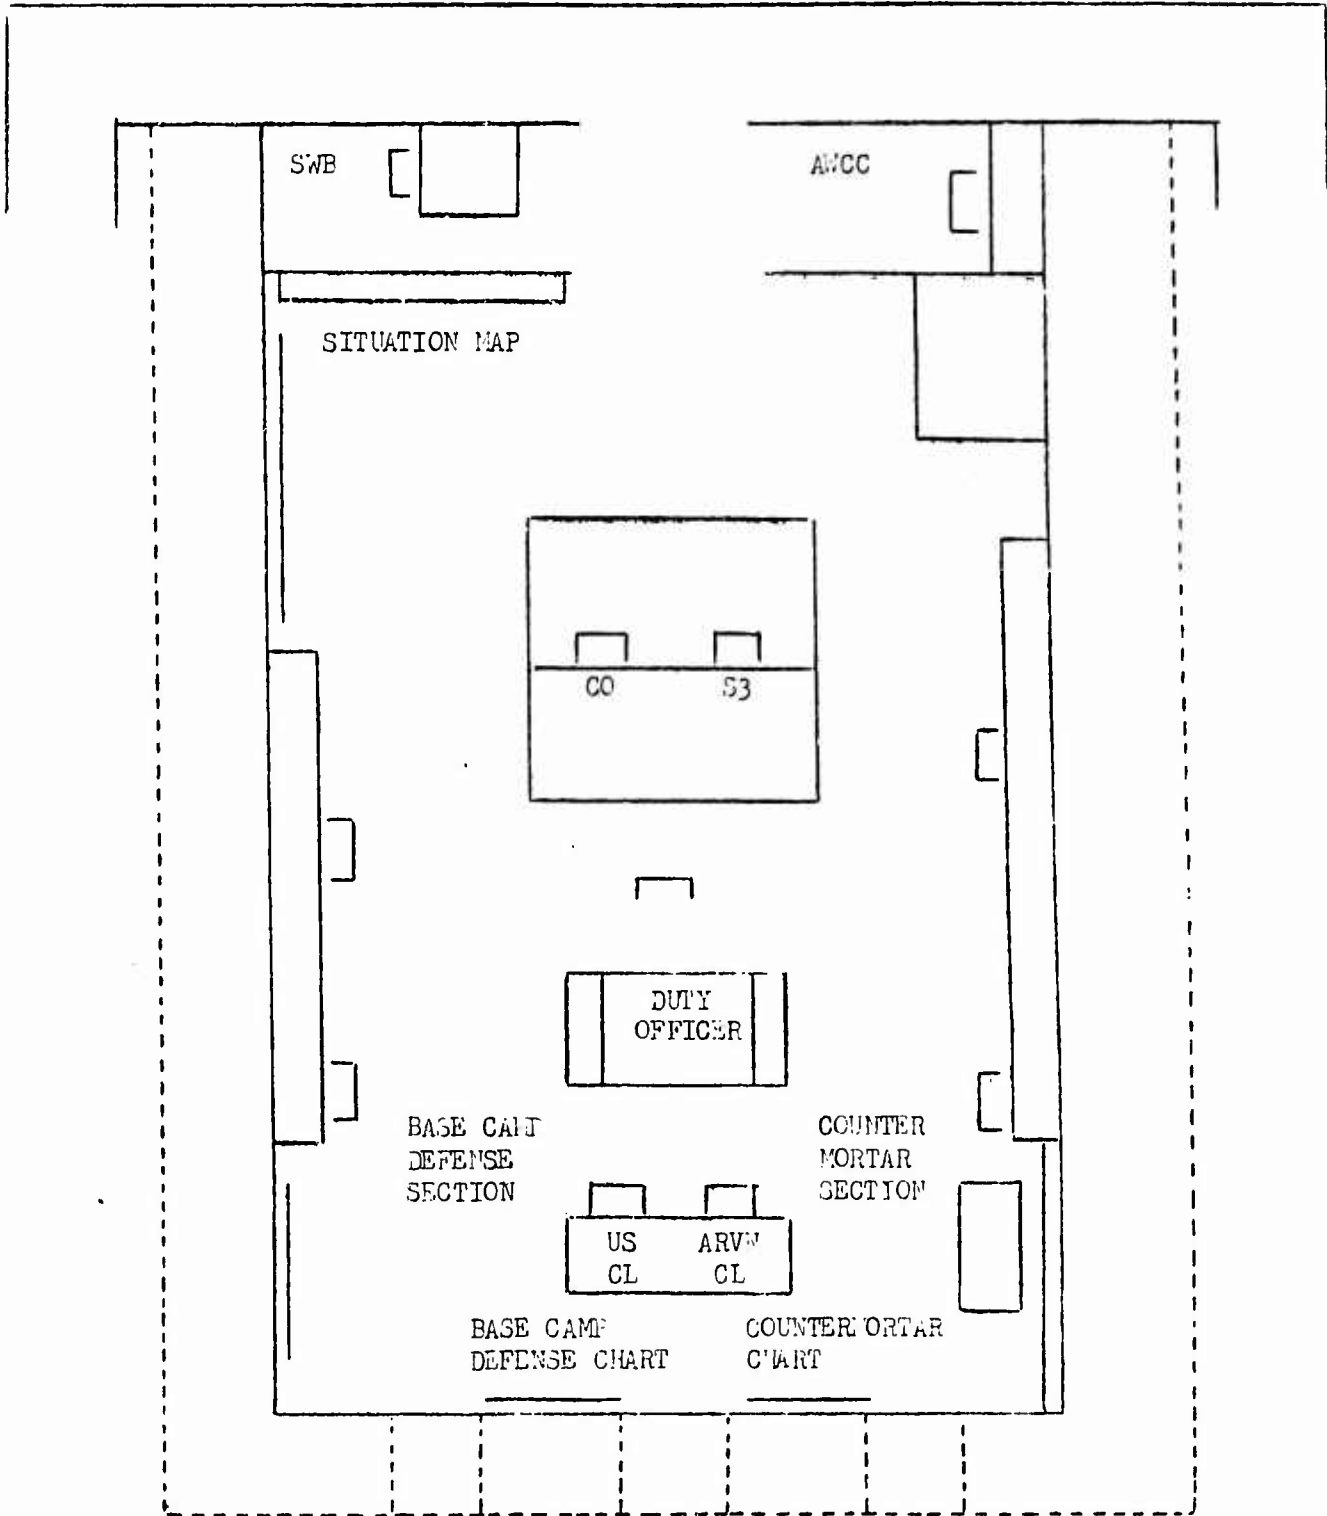 SWB
AWCC
SITUATION MAP
CO
S3
DUTY
OFFICER
BASE CAMP
DEFENSE
SECTION
COUNTER
MORTAR
SECTION
US
CL
ARVN
CL
BASE CAMP
DEFENSE CHART
COUNTERMORTAR
CHART